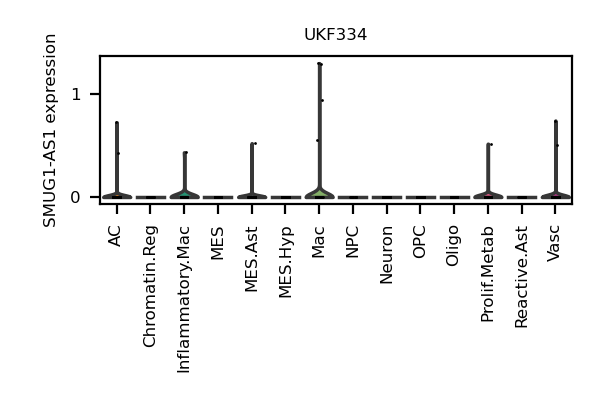 UKF334
SMUG1-AS1 expression
1
0
AC
Chromatin.Reg
Inflammatory.Mac
MES
MES.Ast
MES.Hyp
Mac
NPC
Neuron
OPC
Oligo
Prolif.Metab
Reactive.Ast
Vasc